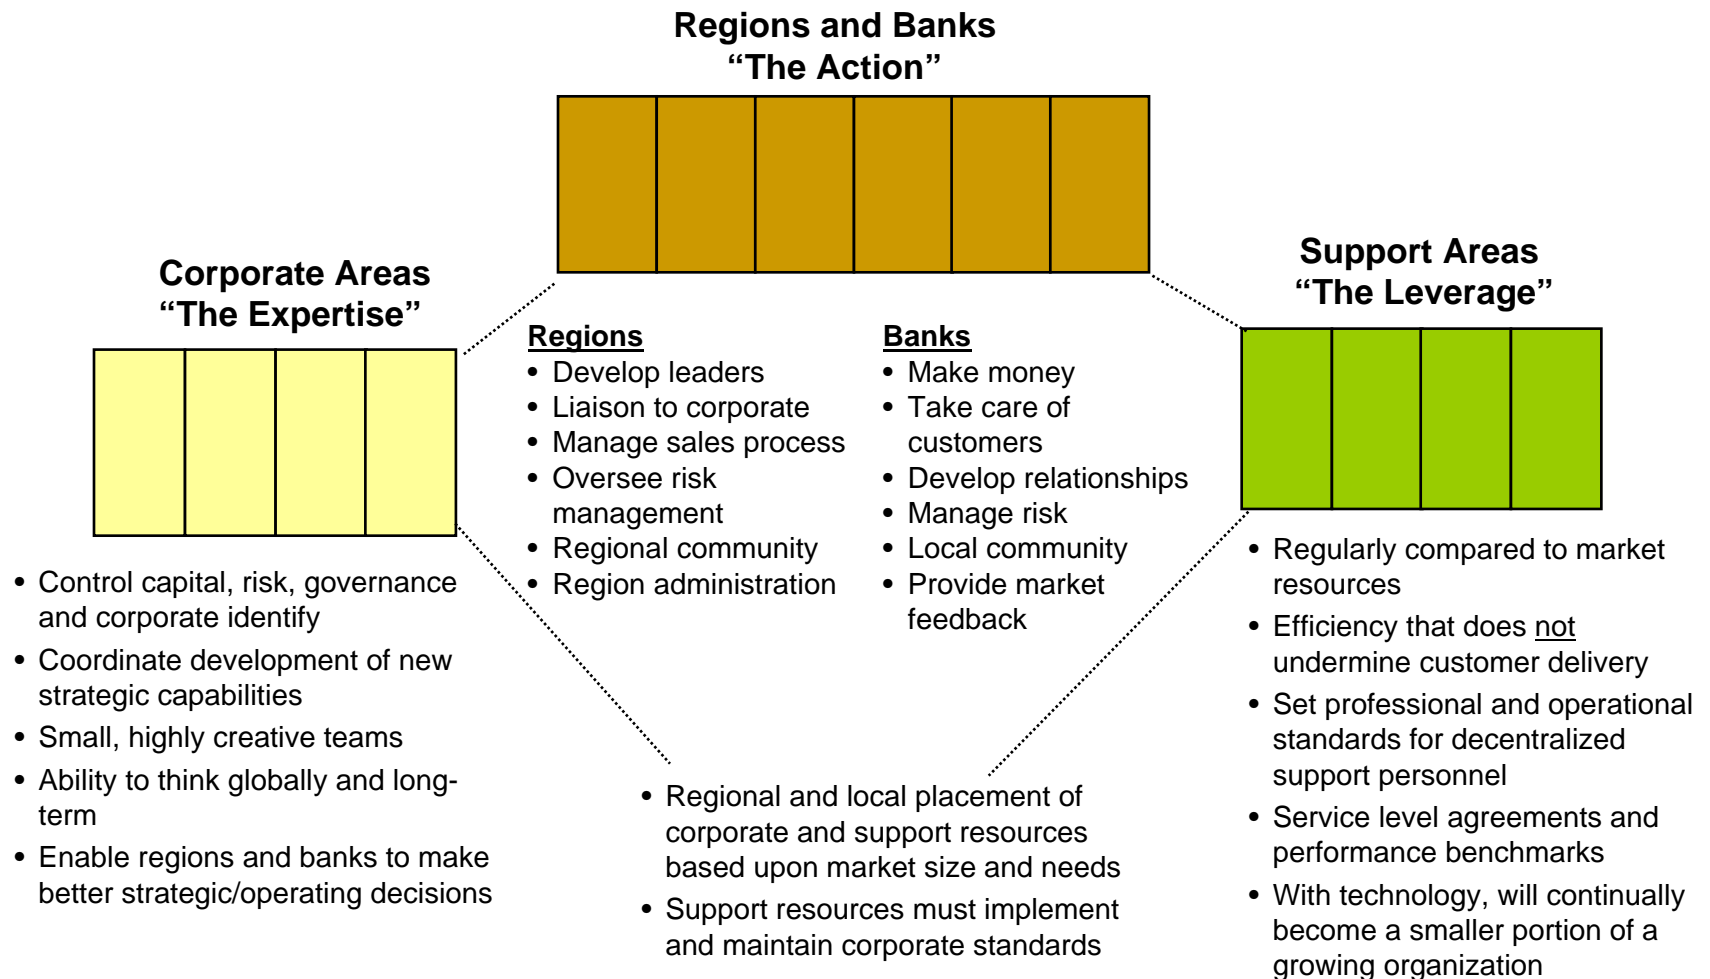 Regions and Banks
“The Action”
Corporate Areas
“The Expertise”
Support Areas
“The Leverage”
Regions
• Develop leaders
• Liaison to corporate
• Manage sales process
• Oversee risk
management
• Regional community
• Region administration
Banks
• Make money
• Take care of
customers
• Develop relationships
• Manage risk
• Local community
• Provide market
feedback
• Control capital, risk, governance
and corporate identify
• Coordinate development of new
strategic capabilities
• Small, highly creative teams
• Ability to think globally and long-
term
• Enable regions and banks to make
better strategic/operating decisions
• Regional and local placement of
corporate and support resources
based upon market size and needs
• Support resources must implement
and maintain corporate standards
• Regularly compared to market
resources
• Efficiency that does not
undermine customer delivery
• Set professional and operational
standards for decentralized
support personnel
• Service level agreements and
performance benchmarks
• With technology, will continually
become a smaller portion of a
growing organization